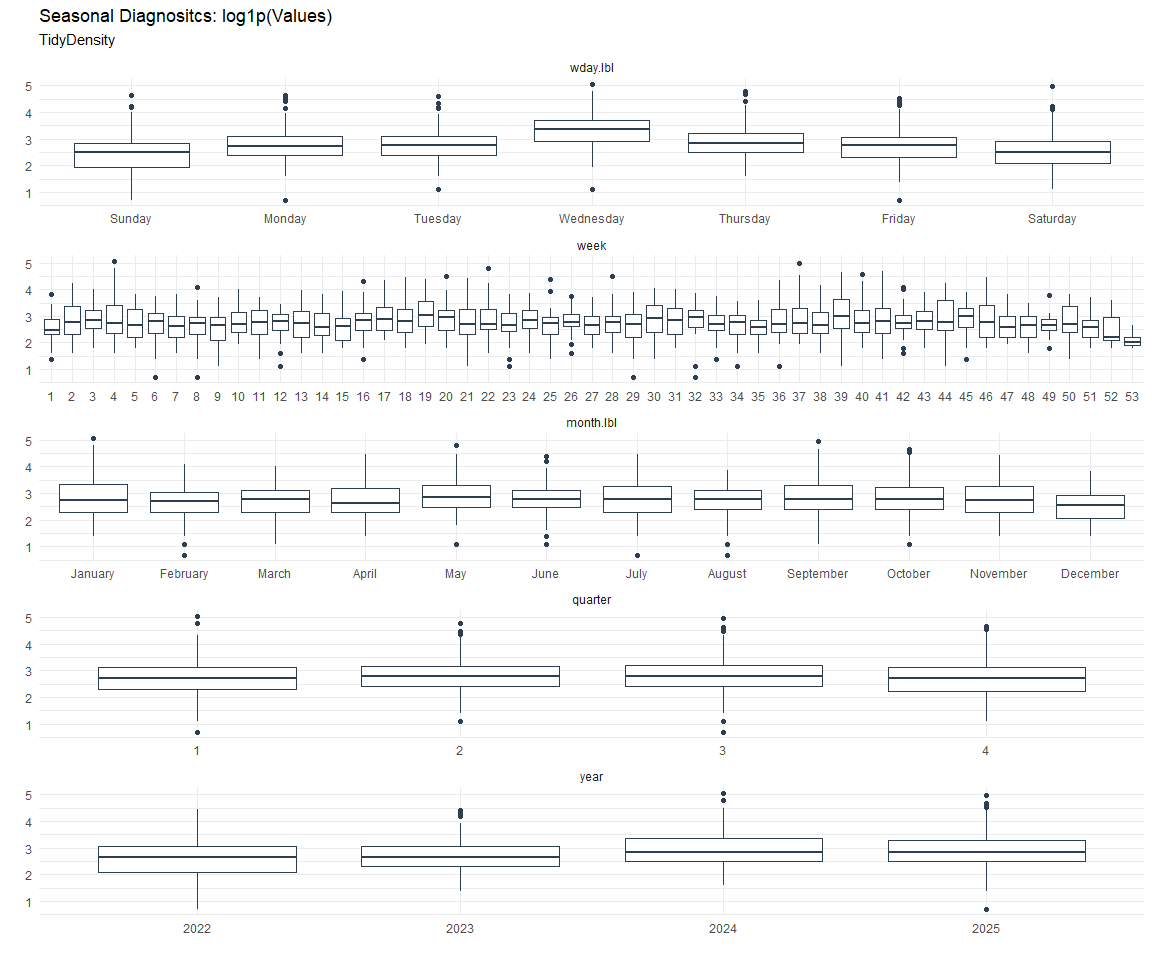 Seasonal Diagnositcs: log1p(Values)
TidyDensity
wday.lbl
5
4
3
2
1
Sunday Monday Tuesday Wednesday Thursday Friday Saturday
week
5
4
3
2
1
1 2 3 4 5 6 7 8 9 10 11 12 13 14 15 16 17 18 19 20 21 22 23 24 25 26 27 28 29 30 31 32 33 34 35 36 37 38 39 40 41 42 43 44 45 46 47 48 49 50 51 52 53
month.lbl
5
4
3
2
1
January February March April May June July August September October November December
quarter
5
4
3
2
1
1 2 3 4
year
5
4
3
2
1
2022 2023 2024 2025